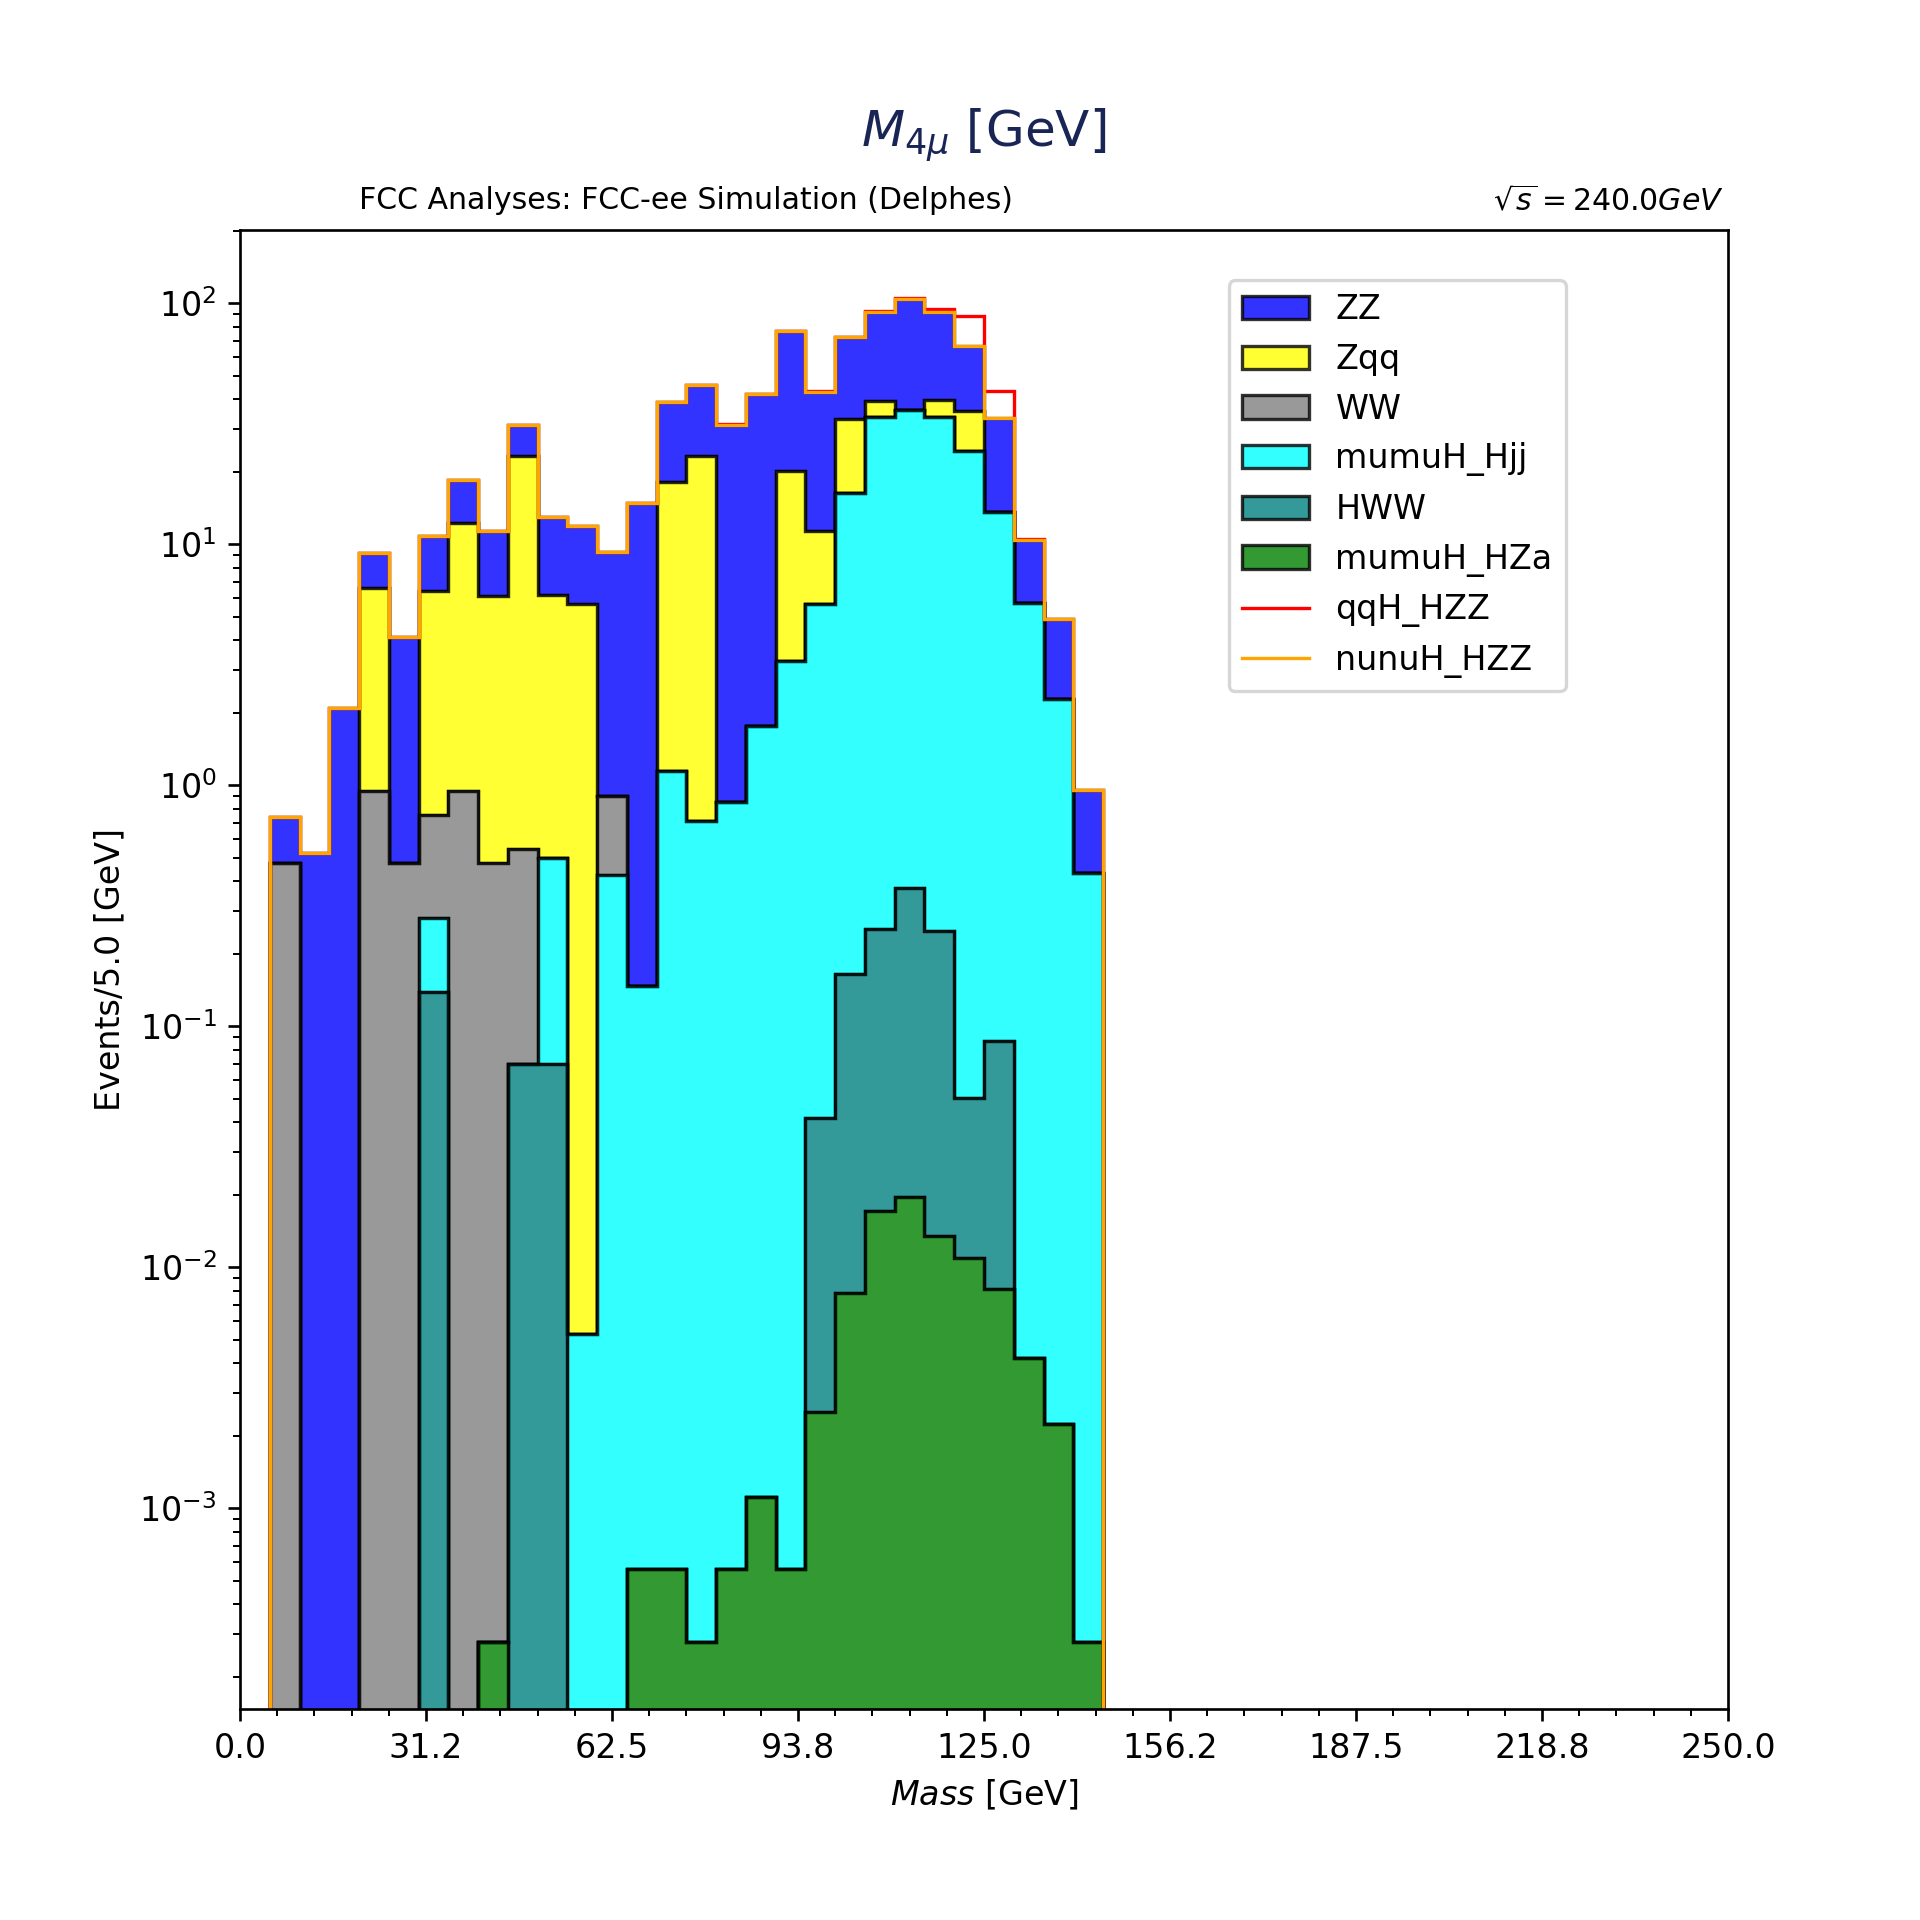 M4μ [GeV]
FCC Analyses: FCC-ee Simulation (Delphes)
√s = 240.0GeV
Events/5.0 [GeV]
10²
10¹
10⁰
10⁻¹
10⁻²
10⁻³
ZZ
Zqq
WW
mumuH_Hjj
HWW
mumuH_HZa
qqH_HZZ
nunuH_HZZ
0.0 31.2 62.5 93.8 125.0 156.2 187.5 218.8 250.0
Mass [GeV]